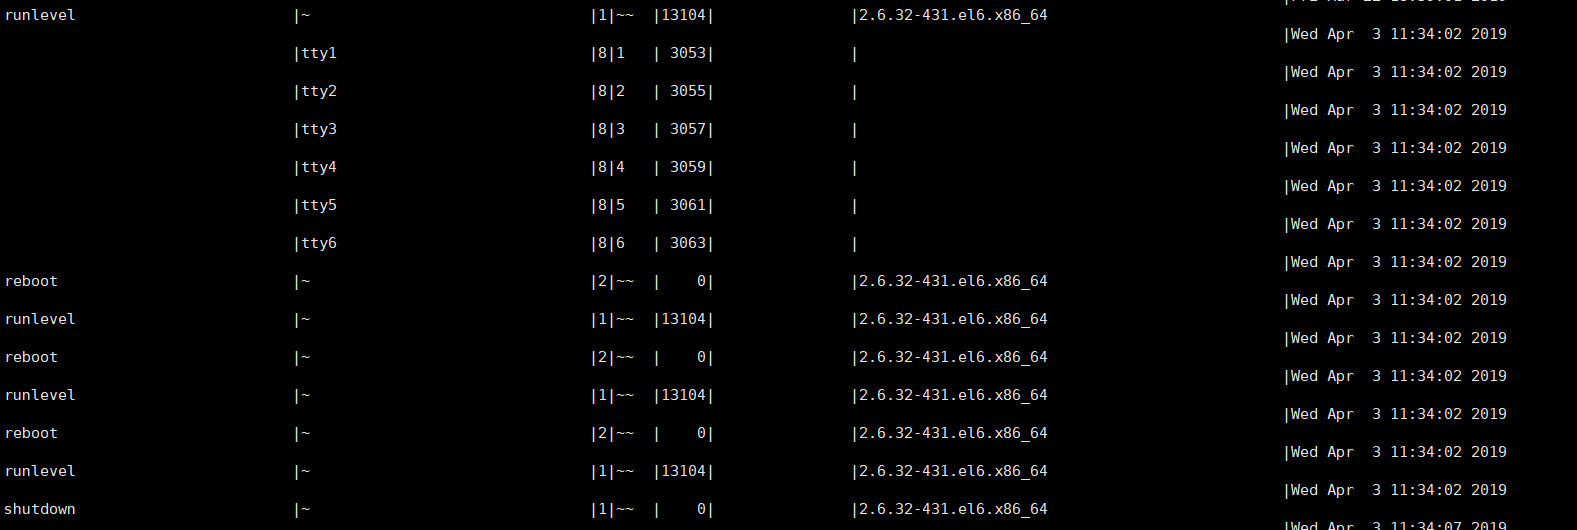 runlevel |~ |1|~~ |13104| |2.6.32-431.el6.x86_64
|Wed Apr  3 11:34:02 2019
|tty1 |8|1 | 3053| |
|Wed Apr  3 11:34:02 2019
|tty2 |8|2 | 3055| |
|Wed Apr  3 11:34:02 2019
|tty3 |8|3 | 3057| |
|Wed Apr  3 11:34:02 2019
|tty4 |8|4 | 3059| |
|Wed Apr  3 11:34:02 2019
|tty5 |8|5 | 3061| |
|Wed Apr  3 11:34:02 2019
|tty6 |8|6 | 3063| |
|Wed Apr  3 11:34:02 2019
reboot |~ |2|~~ | 0| |2.6.32-431.el6.x86_64
|Wed Apr  3 11:34:02 2019
runlevel |~ |1|~~ |13104| |2.6.32-431.el6.x86_64
|Wed Apr  3 11:34:02 2019
reboot |~ |2|~~ | 0| |2.6.32-431.el6.x86_64
|Wed Apr  3 11:34:02 2019
runlevel |~ |1|~~ |13104| |2.6.32-431.el6.x86_64
|Wed Apr  3 11:34:02 2019
reboot |~ |2|~~ | 0| |2.6.32-431.el6.x86_64
|Wed Apr  3 11:34:02 2019
runlevel |~ |1|~~ |13104| |2.6.32-431.el6.x86_64
|Wed Apr  3 11:34:02 2019
shutdown |~ |1|~~ | 0| |2.6.32-431.el6.x86_64
|Wed Apr  3 11:34:07 2019